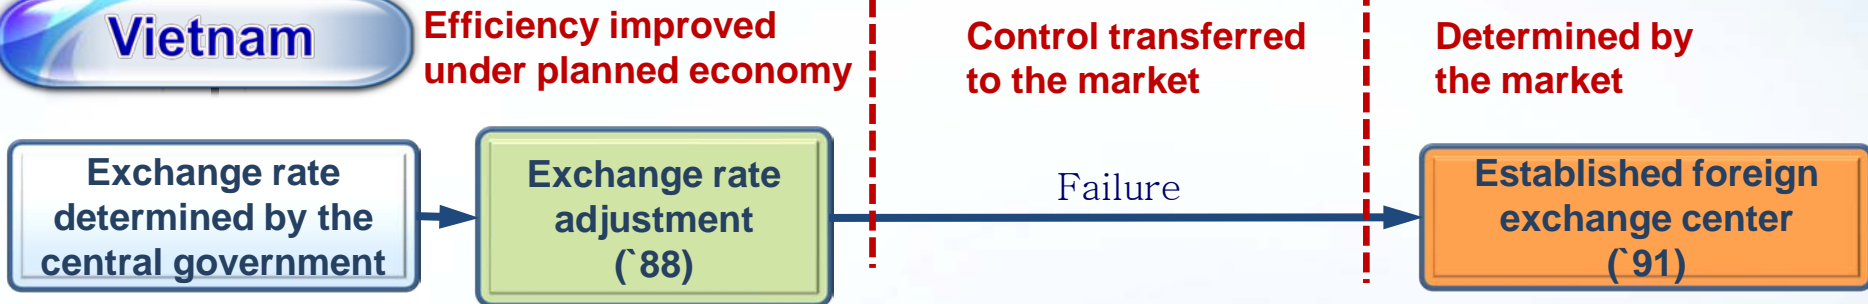 Vietnam
Efficiency improved
under planned economy
Control transferred
to the market
Determined by
the market
Exchange rate
determined by the
central government
Exchange rate
adjustment
(`88)
Failure
Established foreign
exchange center
(`91)